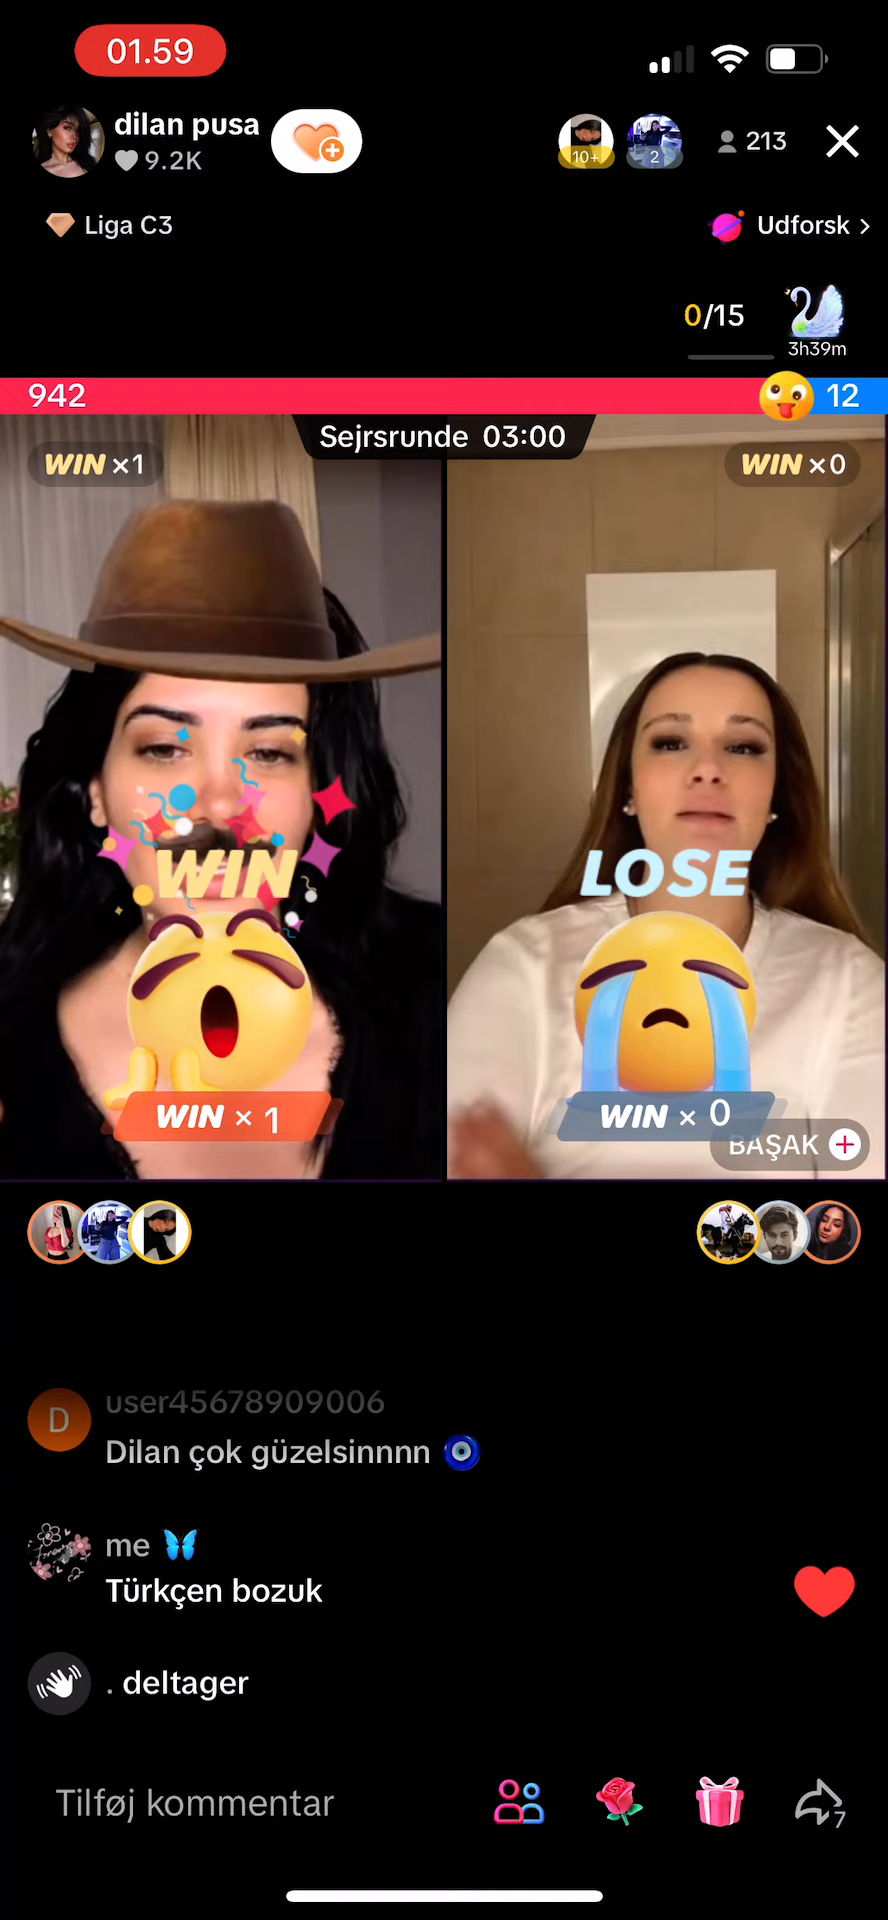 01.59
dilan pusa
9.2K
10+
2
213
Liga C3
Udforsk >
0/15
3h39m
942
12
Sejrsrunde 03:00
WIN ×1
WIN ×0
WIN
LOSE
WIN × 1
WIN × 0
BAŞAK
D
user45678909006
Dilan çok güzelsinnnn
me
Türkçen bozuk
. deltager
Tilføj kommentar
7